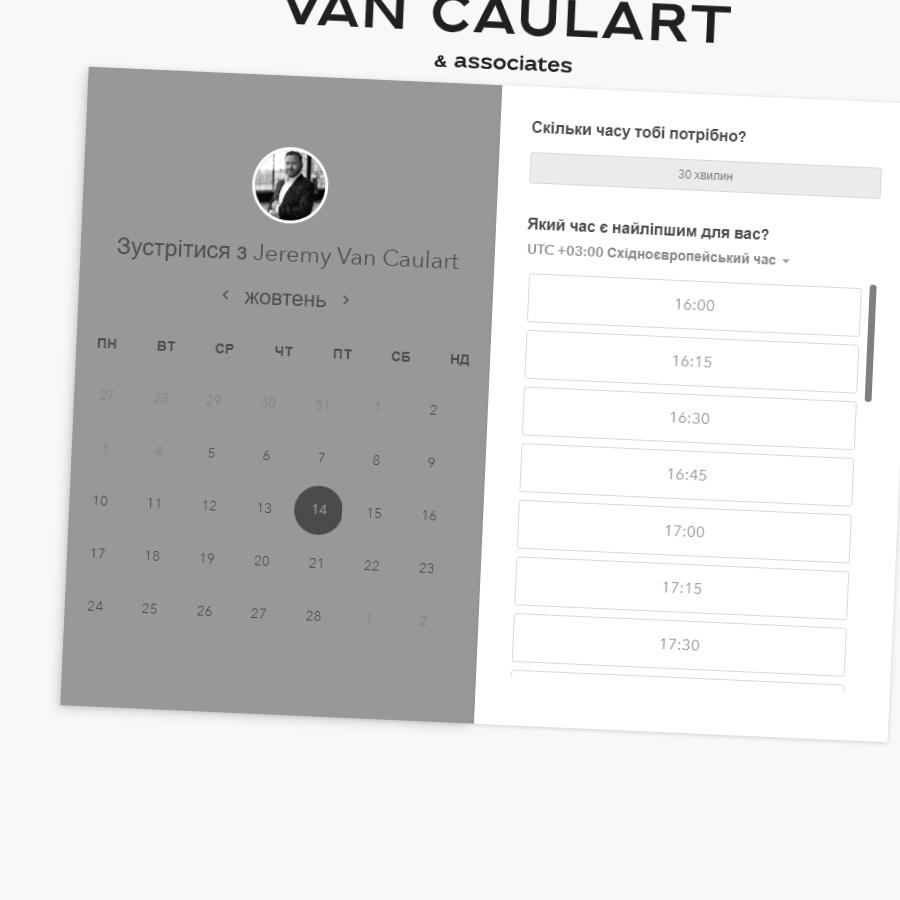 VAN CAULART
& associates
Зустрітися з Jeremy Van Caulart
жовтень
ПН ВТ СР ЧТ ПТ СБ НД
27 28 29 30 31 1 2
3 4 5 6 7 8 9
10 11 12 13 14 15 16
17 18 19 20 21 22 23
24 25 26 27 28 1 2
Скільки часу тобі потрібно?
30 хвилин
Який час є найліпшим для вас?
UTC +03:00 Східноєвропейський час
16:00
16:15
16:30
16:45
17:00
17:15
17:30